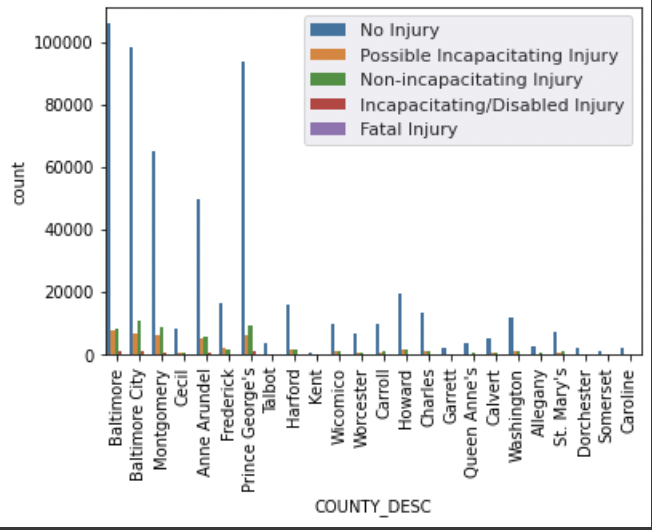 No Injury
Possible Incapacitating Injury
Non-incapacitating Injury
Incapacitating/Disabled Injury
Fatal Injury
100000
80000
60000
40000
20000
0
count
Baltimore
Baltimore City
Montgomery
Cecil
Anne Arundel
Frederick
Prince George's
Talbot
Harford
Kent
Wicomico
Worcester
Carroll
Howard
Charles
Garrett
Queen Anne's
Calvert
Washington
Allegany
St. Mary's
Dorchester
Somerset
Caroline
COUNTY_DESC